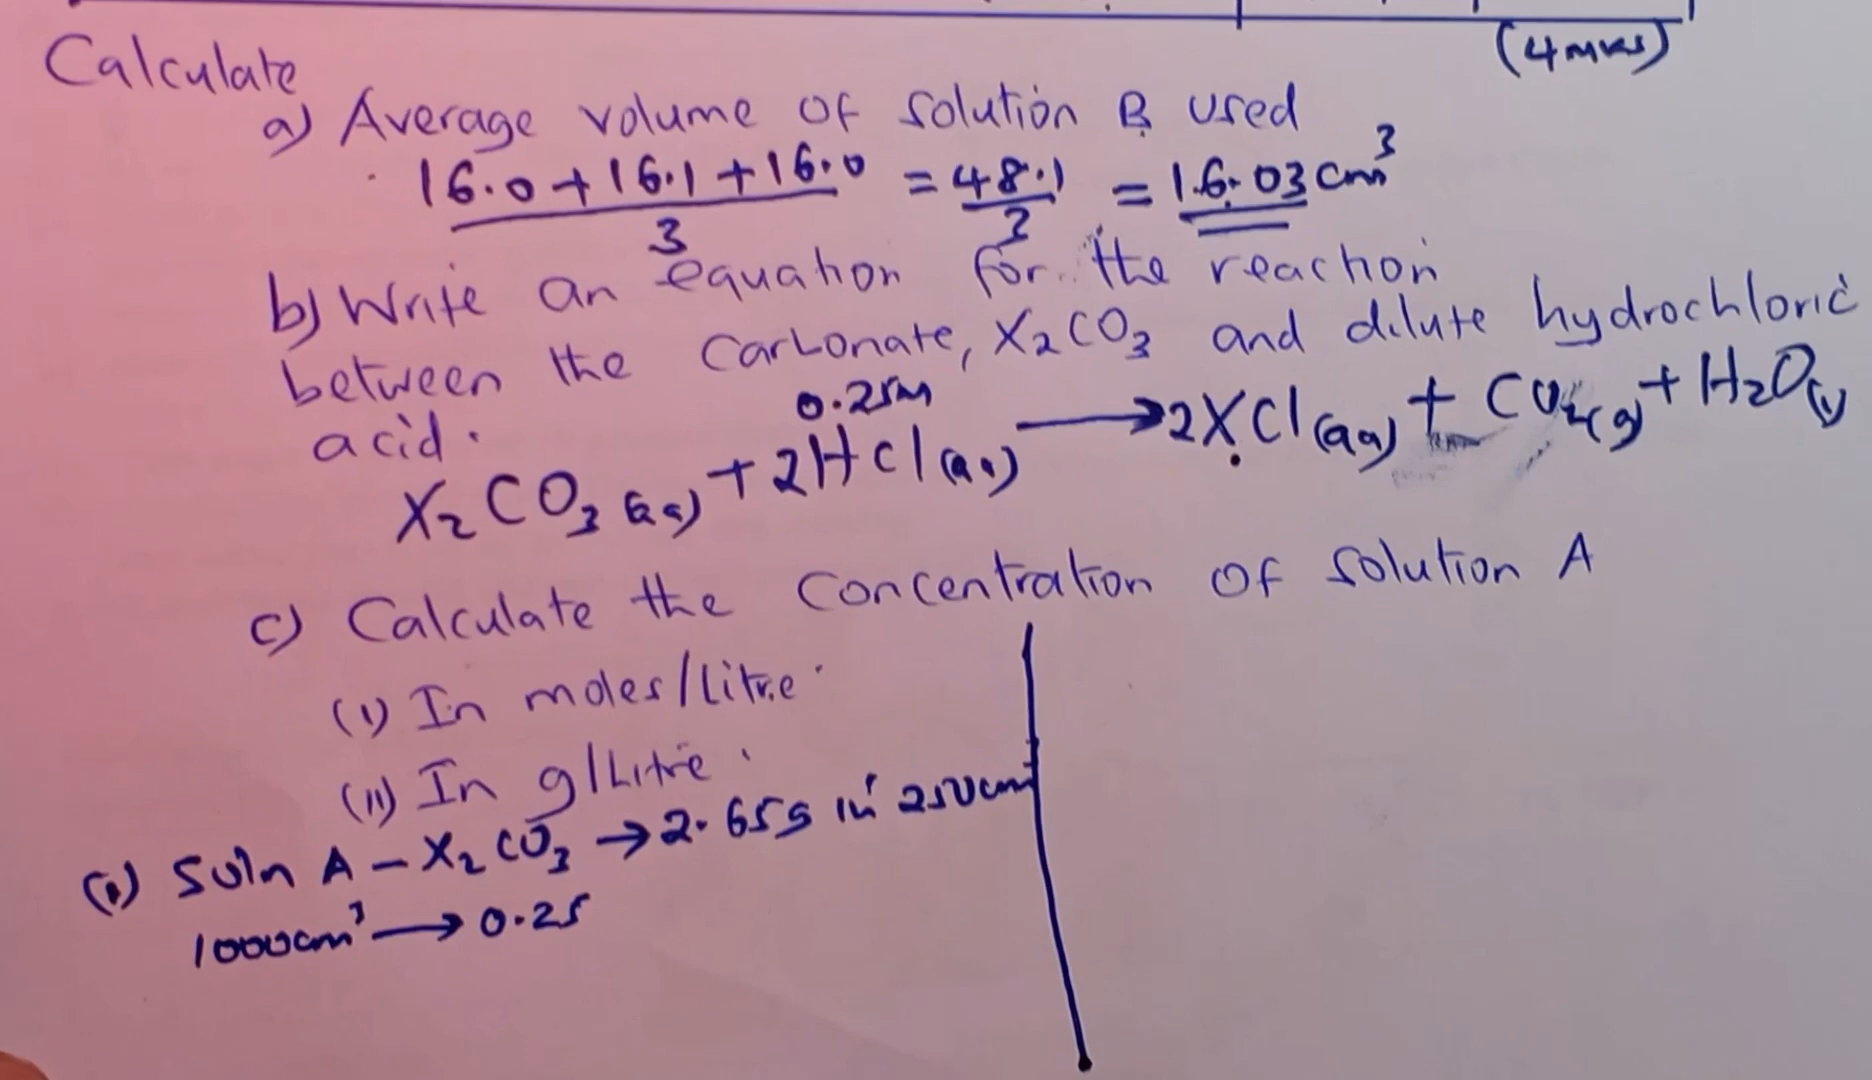 (4mks)
Calculate
a) Average volume of solution B used
16.0+16.1+16.0 = 48.1 = 16.03cm³
3 3
b) Write an equation for the reaction
between the carbonate, X₂CO₃ and dilute hydrochloric
acid.
0.25M
X₂CO₃(aq) + 2HCl(aq) → 2XCl(aq) + CO₂(g) + H₂O(l)
c) Calculate the concentration of solution A
(i) In moles/Litre.
(ii) In g/Litre.
(i) Soln A – X₂CO₃ → 2.65g in 250cm³
1000cm³ → 0.25